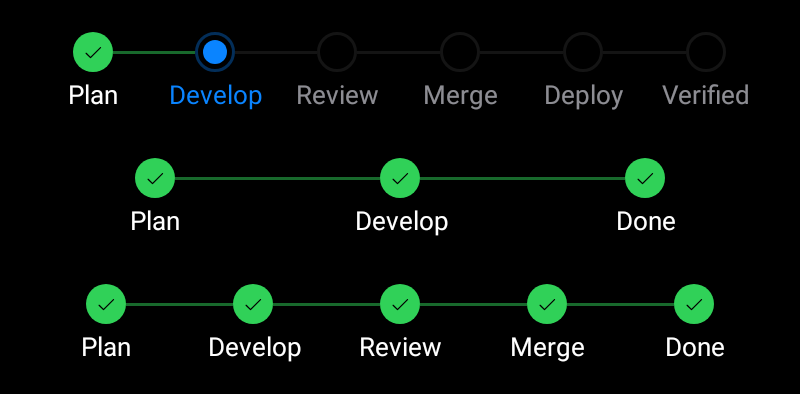 Plan Develop Review Merge Deploy Verified
Plan Develop Done
Plan Develop Review Merge Done